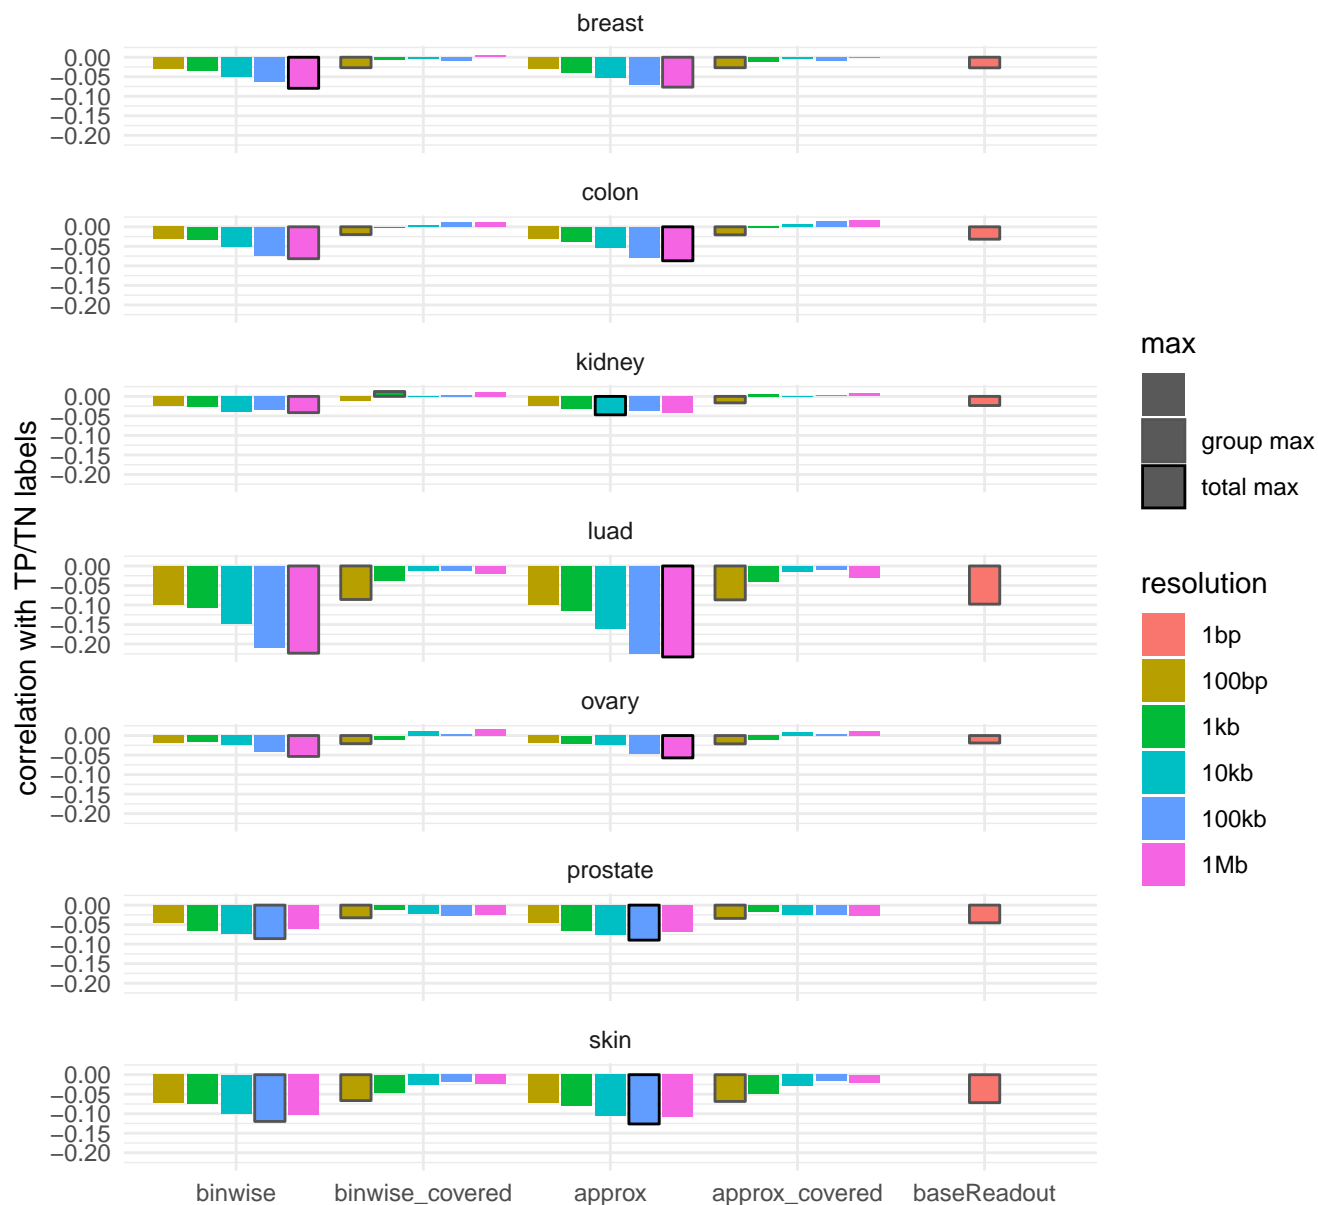 breast
0.00
−0.05
−0.10
−0.15
−0.20
colon
0.00
−0.05
−0.10
−0.15
−0.20
kidney
0.00
−0.05
−0.10
−0.15
−0.20
luad
0.00
−0.05
−0.10
−0.15
−0.20
ovary
0.00
−0.05
−0.10
−0.15
−0.20
prostate
0.00
−0.05
−0.10
−0.15
−0.20
skin
0.00
−0.05
−0.10
−0.15
−0.20
binwise binwise_covered approx approx_covered baseReadout
correlation with TP/TN labels
max
group max
total max
resolution
1bp
100bp
1kb
10kb
100kb
1Mb